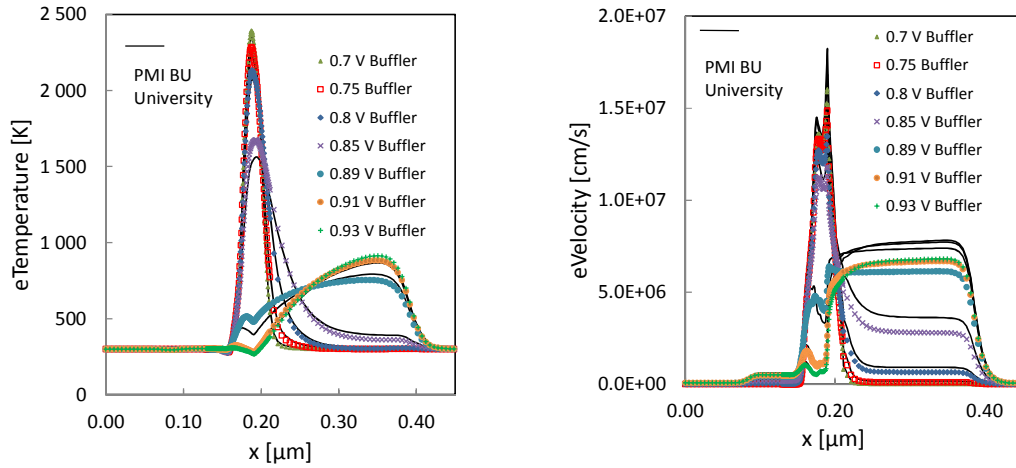 2 500
2 000
1 500
1 000
500
0
0.00
0.10
0.20
0.30
0.40
eTemperature [K]
x [µm]
PMI BU
University
0.7 V Buffler
0.75 Buffler
0.8 V Buffler
0.85 V Buffler
0.89 V Buffler
0.91 V Buffler
0.93 V Buffler
2.0E+07
1.5E+07
1.0E+07
5.0E+06
0.0E+00
0.00
0.20
0.40
eVelocity [cm/s]
x [µm]
PMI BU
University
0.7 V Buffler
0.75 Buffler
0.8 V Buffler
0.85 V Buffler
0.89 V Buffler
0.91 V Buffler
0.93 V Buffler